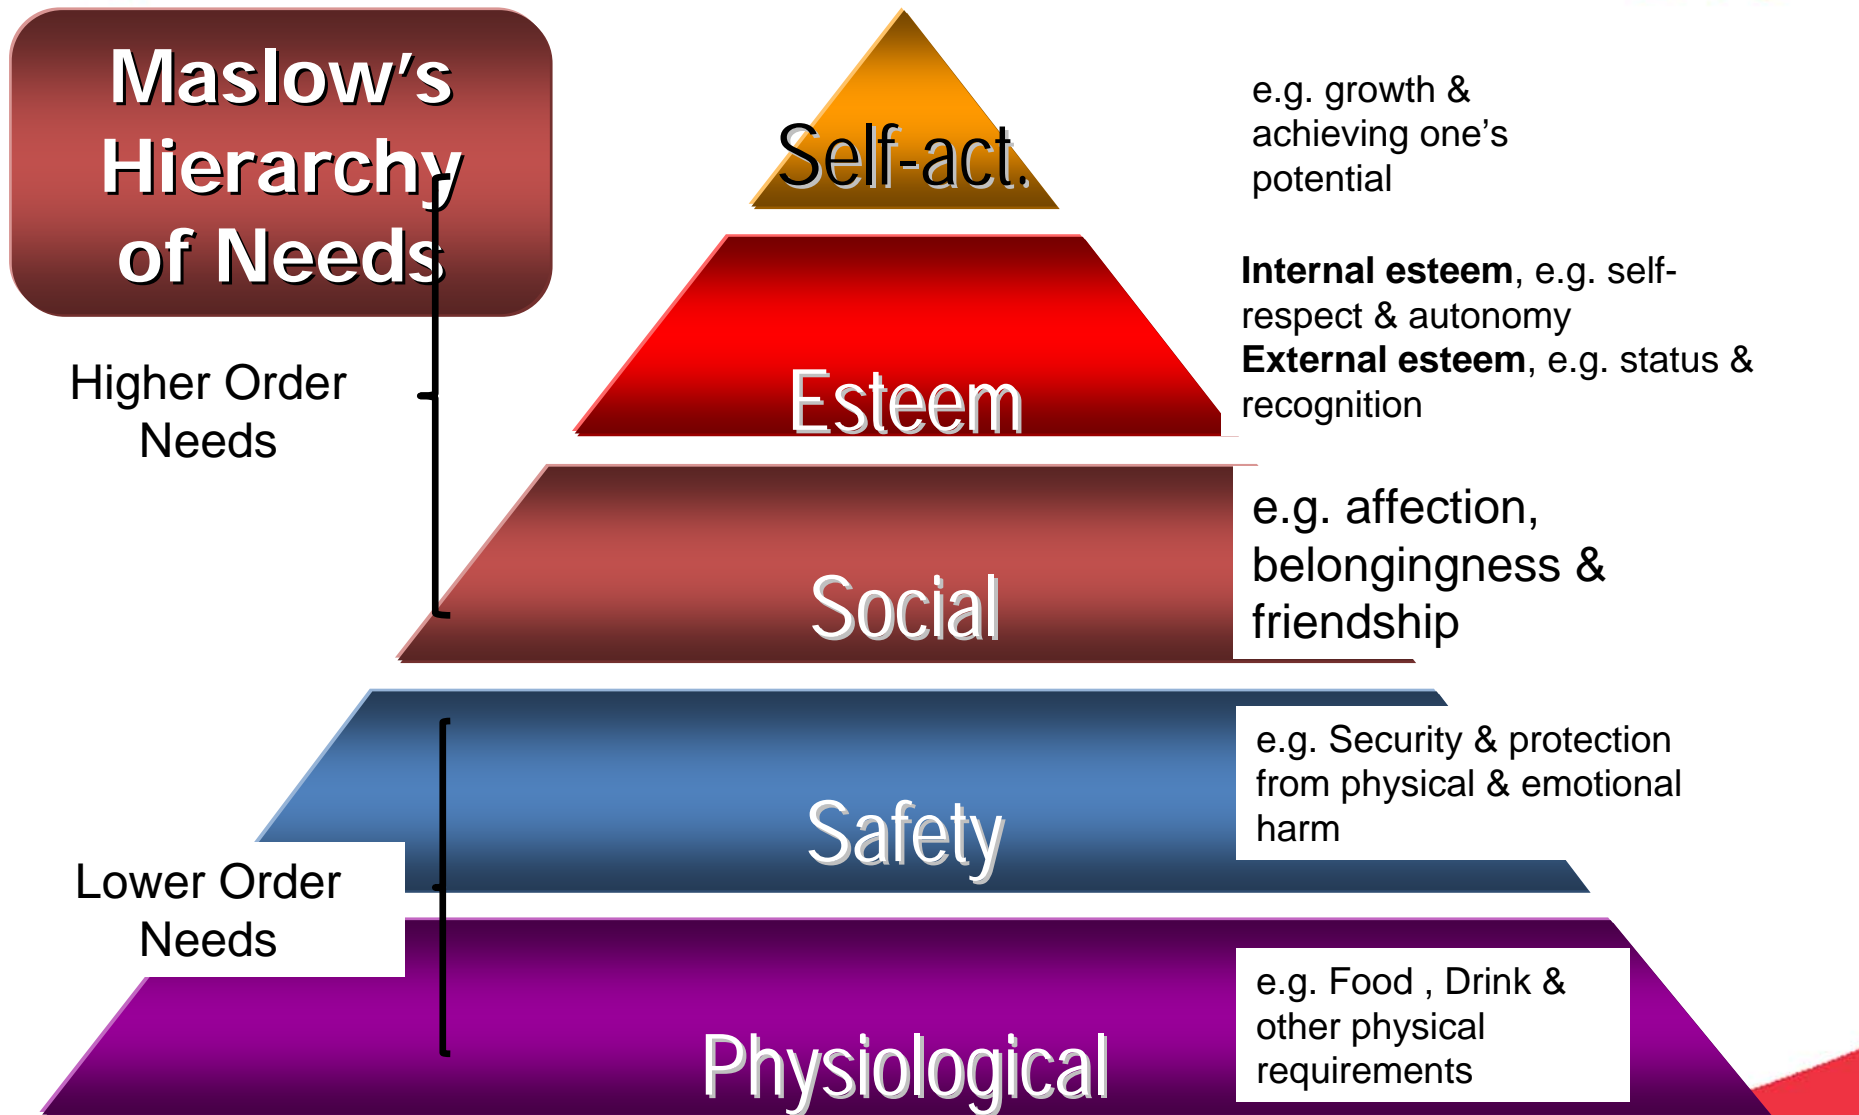 Maslow's
Hierarchy
of Needs
Self-act.
e.g. growth &
achieving one's
potential
Esteem
Internal esteem, e.g. self-
respect & autonomy
External esteem, e.g. status &
recognition
Higher Order
Needs
Social
e.g. affection,
belongingness &
friendship
Safety
e.g. Security & protection
from physical & emotional
harm
Lower Order
Needs
Physiological
e.g. Food , Drink &
other physical
requirements